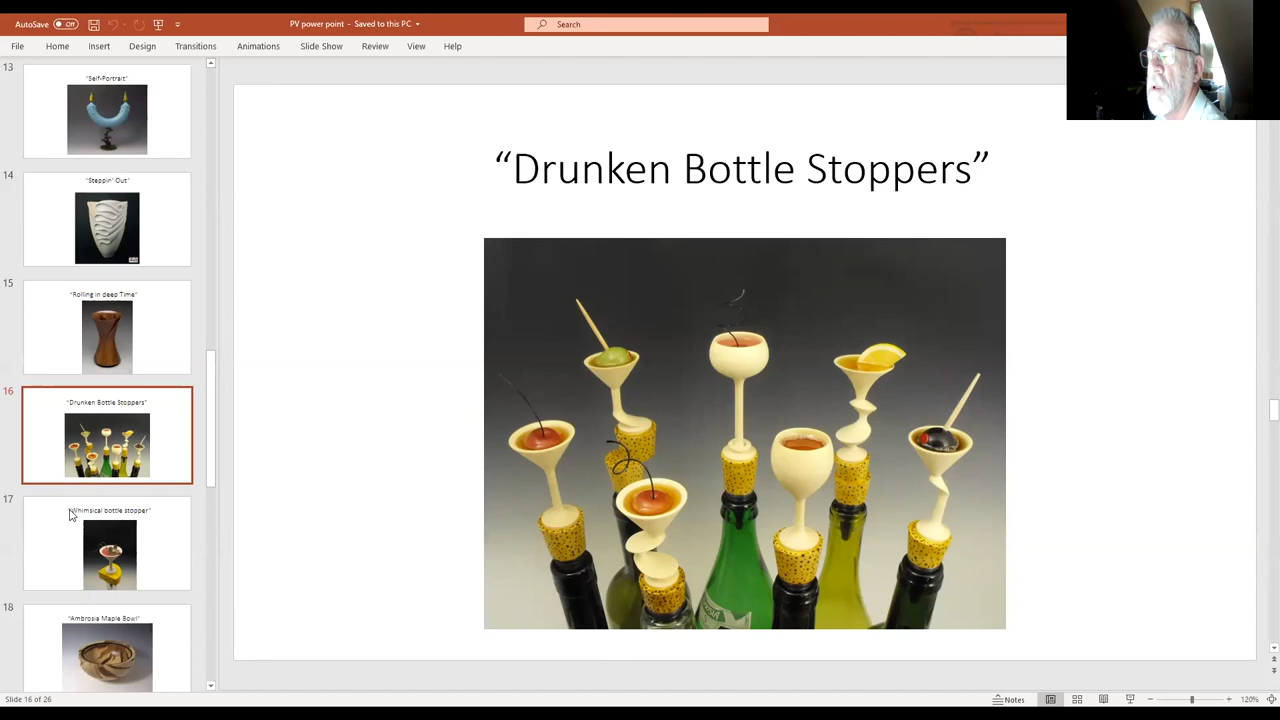 AutoSave Off
PV power point - Saved to this PC
Search
File Home Insert Design Transitions Animations Slide Show Review View Help
13
"Self-Portrait"
14
"Steppin' Out"
15
"Rolling in deep Time"
16
"Drunken Bottle Stoppers"
17
"Whimsical bottle stopper"
18
"Ambrosia Maple Bowl"
“Drunken Bottle Stoppers”
Slide 16 of 26
Notes
120%